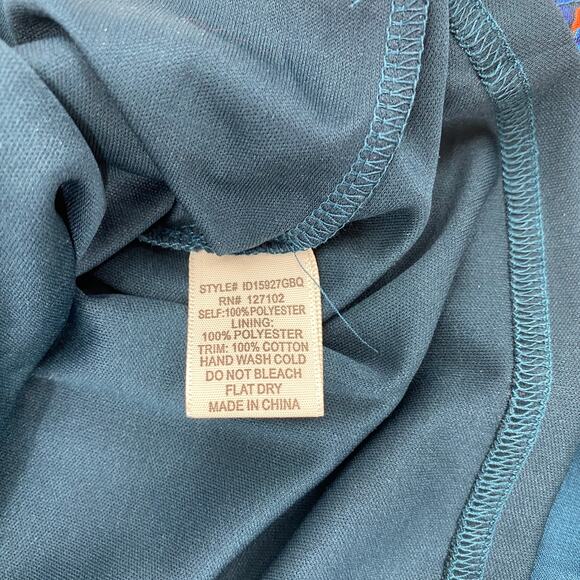 STYLE# ID15927GBQ
RN# 127102
SELF:100% POLYESTER
LINING:
100% POLYESTER
TRIM: 100% COTTON
HAND WASH COLD
DO NOT BLEACH
FLAT DRY
MADE IN CHINA